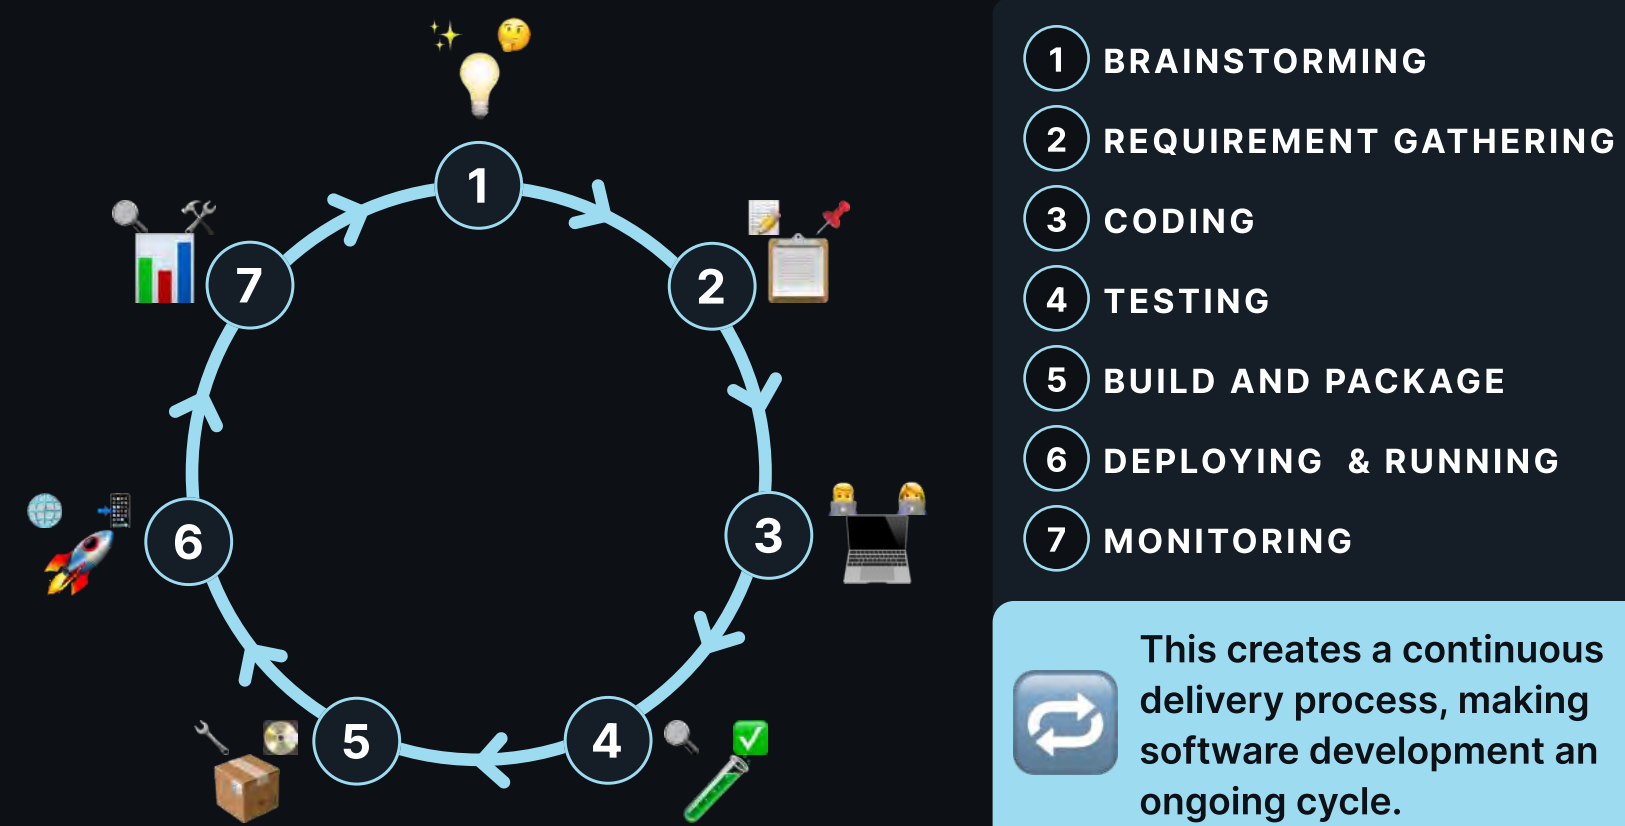 1
2
3
4
5
6
7
1 BRAINSTORMING
2 REQUIREMENT GATHERING
3 CODING
4 TESTING
5 BUILD AND PACKAGE
6 DEPLOYING & RUNNING
7 MONITORING
This creates a continuous
delivery process, making
software development an
ongoing cycle.